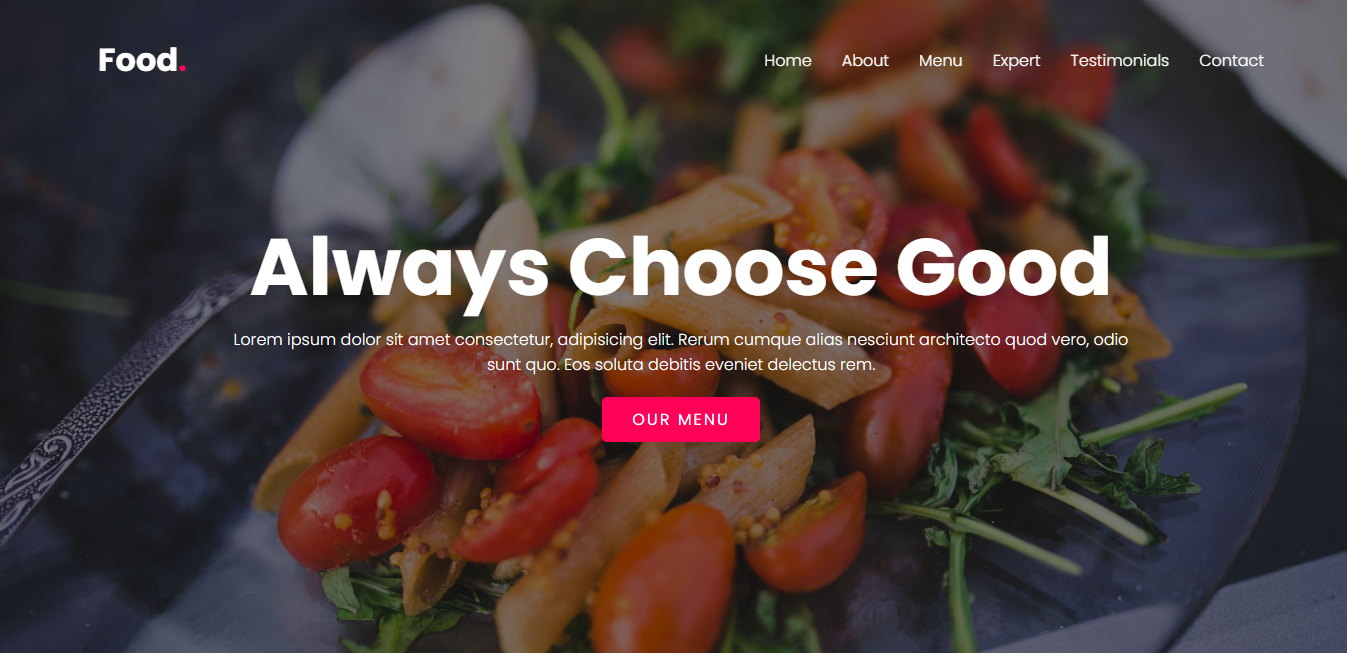 Food.
Home About Menu Expert Testimonials Contact
Always Choose Good
Lorem ipsum dolor sit amet consectetur, adipisicing elit. Rerum cumque alias nesciunt architecto quod vero, odio
sunt quo. Eos soluta debitis eveniet delectus rem.
OUR MENU